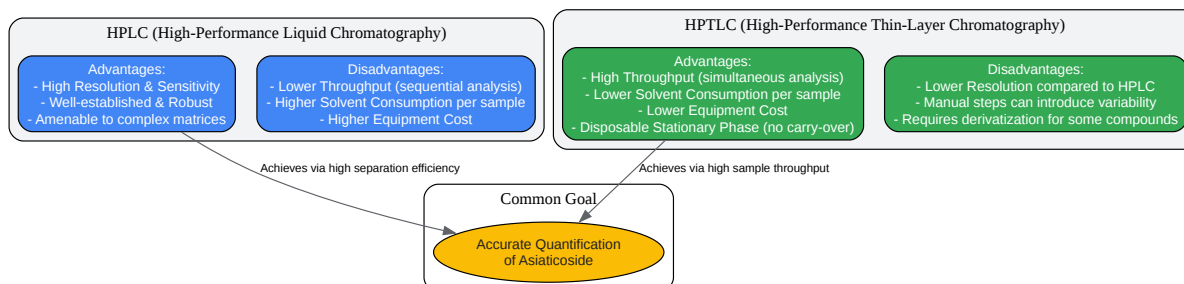 HPLC (High-Performance Liquid Chromatography)
Advantages:
- High Resolution & Sensitivity
- Well-established & Robust
- Amenable to complex matrices
Disadvantages:
- Lower Throughput (sequential analysis)
- Higher Solvent Consumption per sample
- Higher Equipment Cost
HPTLC (High-Performance Thin-Layer Chromatography)
Advantages:
- High Throughput (simultaneous analysis)
- Lower Solvent Consumption per sample
- Lower Equipment Cost
- Disposable Stationary Phase (no carry-over)
Disadvantages:
- Lower Resolution compared to HPLC
- Manual steps can introduce variability
- Requires derivatization for some compounds
Achieves via high separation efficiency
Achieves via high sample throughput
Common Goal
Accurate Quantification
of Asiaticoside